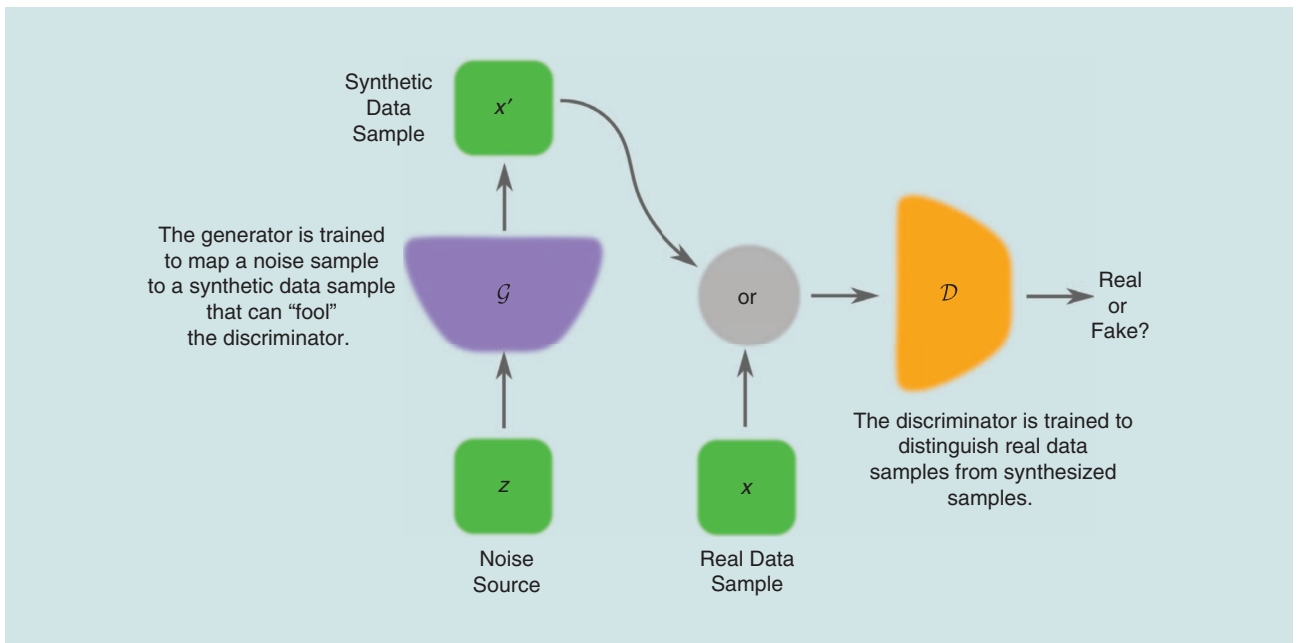 Synthetic
Data
Sample
x′
The generator is trained
to map a noise sample
to a synthetic data sample
that can “fool”
the discriminator.
G
or
D
Real
or
Fake?
The discriminator is trained to
distinguish real data
samples from synthesized
samples.
z
x
Noise
Source
Real Data
Sample